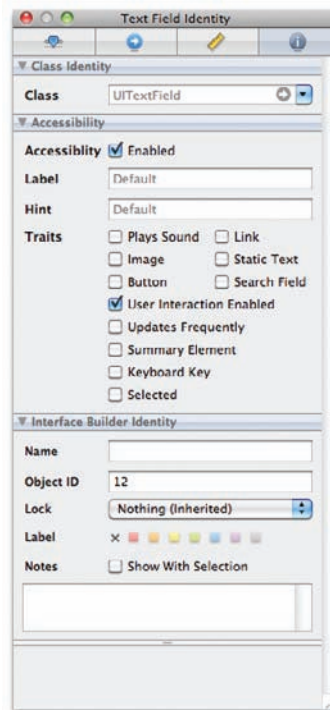 Text Field Identity
Class Identity
Class UITextField
Accessibility
Accessiblity Enabled
Label Default
Hint Default
Traits Plays Sound Link
Image Static Text
Button Search Field
User Interaction Enabled
Updates Frequently
Summary Element
Keyboard Key
Selected
Interface Builder Identity
Name
Object ID 12
Lock Nothing (Inherited)
Label ×
Notes Show With Selection